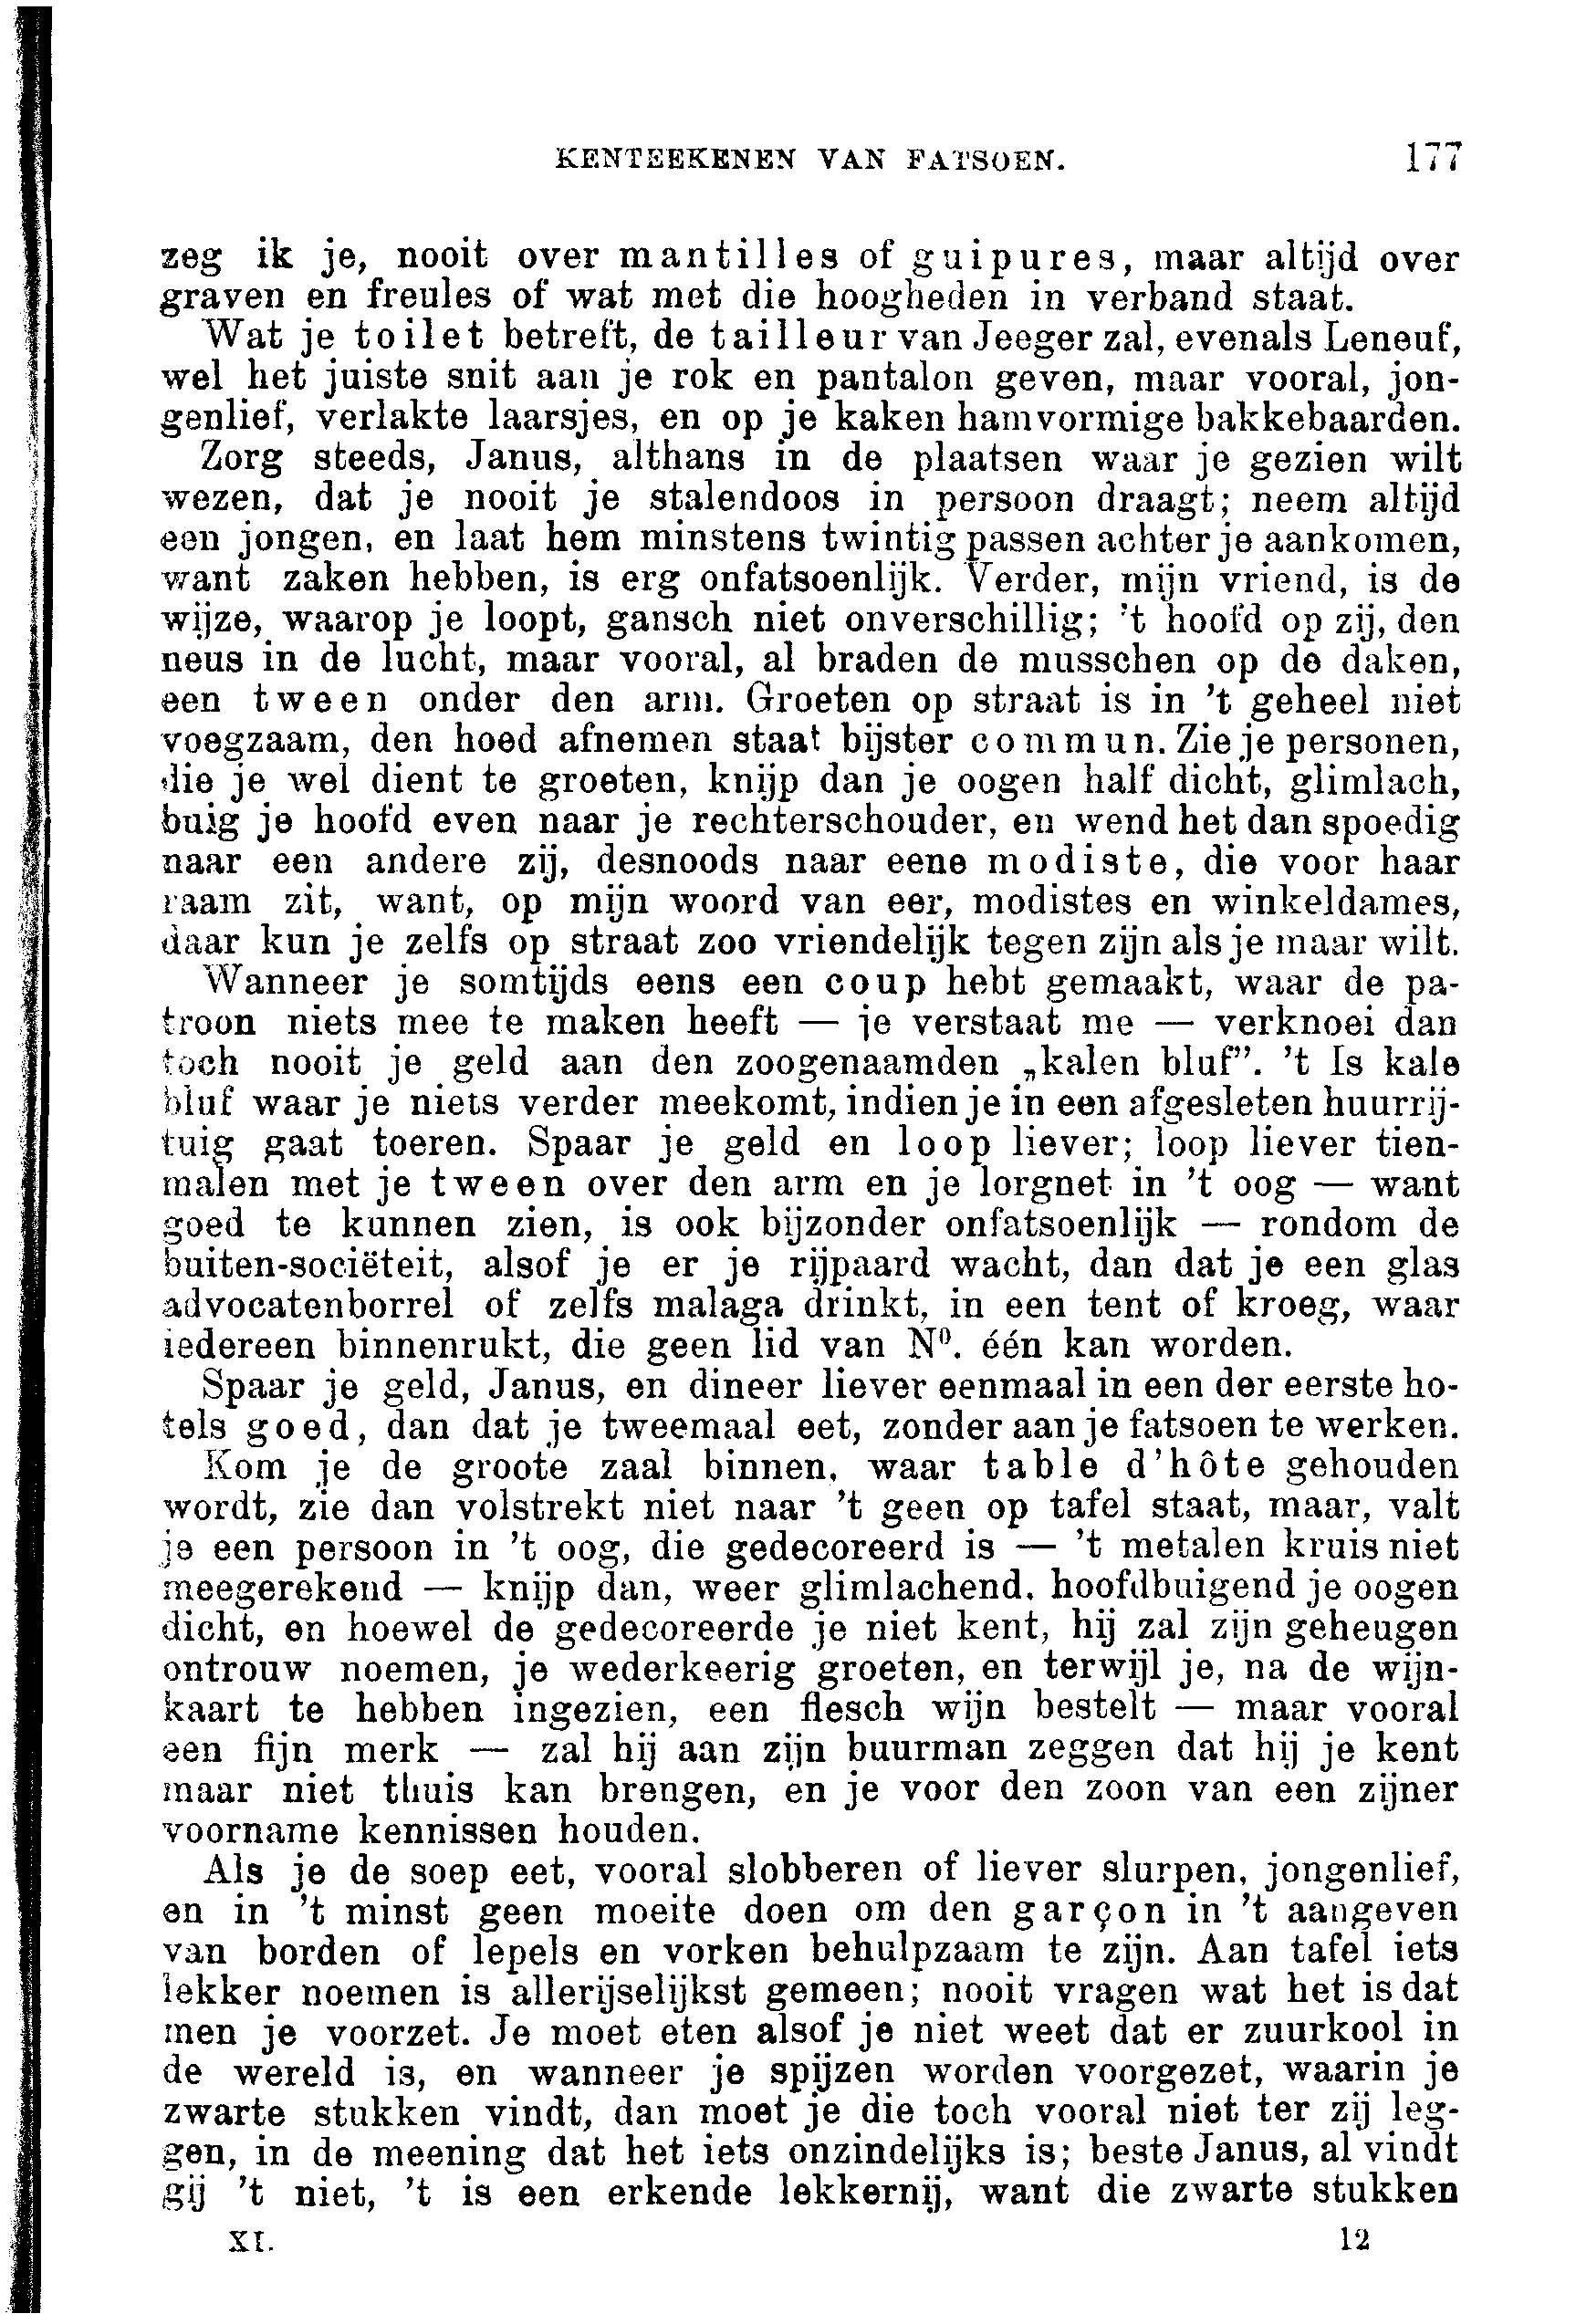 KENTEEKENEN VAN FATSOEN. 177
zeg ik je, nooit over mantilles of guipures, maar altijd over
graven en freules of wat met die hoogheden in verband staat.
Wat je toilet betreft, de tailleur van Jeeger zal, evenals Leneuf,
wel het juiste snit aan je rok en pantalon geven, maar vooral, jon-
genlief, verlakte laarsjes, en op je kaken hamvormige bakkebaarden.
Zorg steeds, Janus, althans in de plaatsen waar je gezien wilt
wezen, dat je nooit je stalendoos in persoon draagt; neem altijd
een jongen, en laat hem minstens twintig passen achter je aankomen,
want zaken hebben, is erg onfatsoenlijk. Verder, mijn vriend, is de
wijze, waarop je loopt, gansch niet onverschillig; 't hoofd op zij, den
neus in de lucht, maar vooral, al braden de musschen op de daken,
een tween onder den arm. Groeten op straat is in 't geheel niet
voegzaam, den hoed afnemen staat bijster commun. Zie je personen,
die je wel dient te groeten, knijp dan je oogen half dicht, glimlach,
buig je hoofd even naar je rechterschouder, en wend het dan spoedig
naar een andere zij, desnoods naar eene modiste, die voor haar
raam zit, want, op mijn woord van eer, modistes en winkeldames,
daar kun je zelfs op straat zoo vriendelijk tegen zijn als je maar wilt.
Wanneer je somtijds eens een coup hebt gemaakt, waar de pa-
troon niets mee te maken heeft — je verstaat me — verknoei dan
toch nooit je geld aan den zoogenaamden „kalen bluf”. 't Is kale
bluf waar je niets verder meekomt, indien je in een afgesleten huurrij-
tuig gaat toeren. Spaar je geld en loop liever; loop liever tien-
malen met je tween over den arm en je lorgnet in 't oog — want
goed te kunnen zien, is ook bijzonder onfatsoenlijk — rondom de
buiten-sociëteit, alsof je er je rijpaard wacht, dan dat je een glas
advocatenborrel of zelfs malaga drinkt, in een tent of kroeg, waar
iedereen binnenrukt, die geen lid van N⁰. één kan worden.
Spaar je geld, Janus, en dineer liever eenmaal in een der eerste ho-
tels goed, dan dat je tweemaal eet, zonder aan je fatsoen te werken.
Kom je de groote zaal binnen, waar table d'hôte gehouden
wordt, zie dan volstrekt niet naar 't geen op tafel staat, maar, valt
je een persoon in 't oog, die gedecoreerd is — 't metalen kruis niet
meegerekend — knijp dan, weer glimlachend, hoofdbuigend je oogen
dicht, en hoewel de gedecoreerde je niet kent, hij zal zijn geheugen
ontrouw noemen, je wederkeerig groeten, en terwijl je, na de wijn-
kaart te hebben ingezien, een flesch wijn bestelt — maar vooral
een fijn merk — zal hij aan zijn buurman zeggen dat hij je kent
maar niet thuis kan brengen, en je voor den zoon van een zijner
voorname kennissen houden.
Als je de soep eet, vooral slobberen of liever slurpen, jongenlief,
en in 't minst geen moeite doen om den garçon in 't aangeven
van borden of lepels en vorken behulpzaam te zijn. Aan tafel iets
lekker noemen is allerijselijkst gemeen; nooit vragen wat het is dat
men je voorzet. Je moet eten alsof je niet weet dat er zuurkool in
de wereld is, en wanneer je spijzen worden voorgezet, waarin je
zwarte stukken vindt, dan moet je die toch vooral niet ter zij leg-
gen, in de meening dat het iets onzindelijks is; beste Janus, al vindt
gij 't niet, 't is een erkende lekkernij, want die zwarte stukken
XI. 12